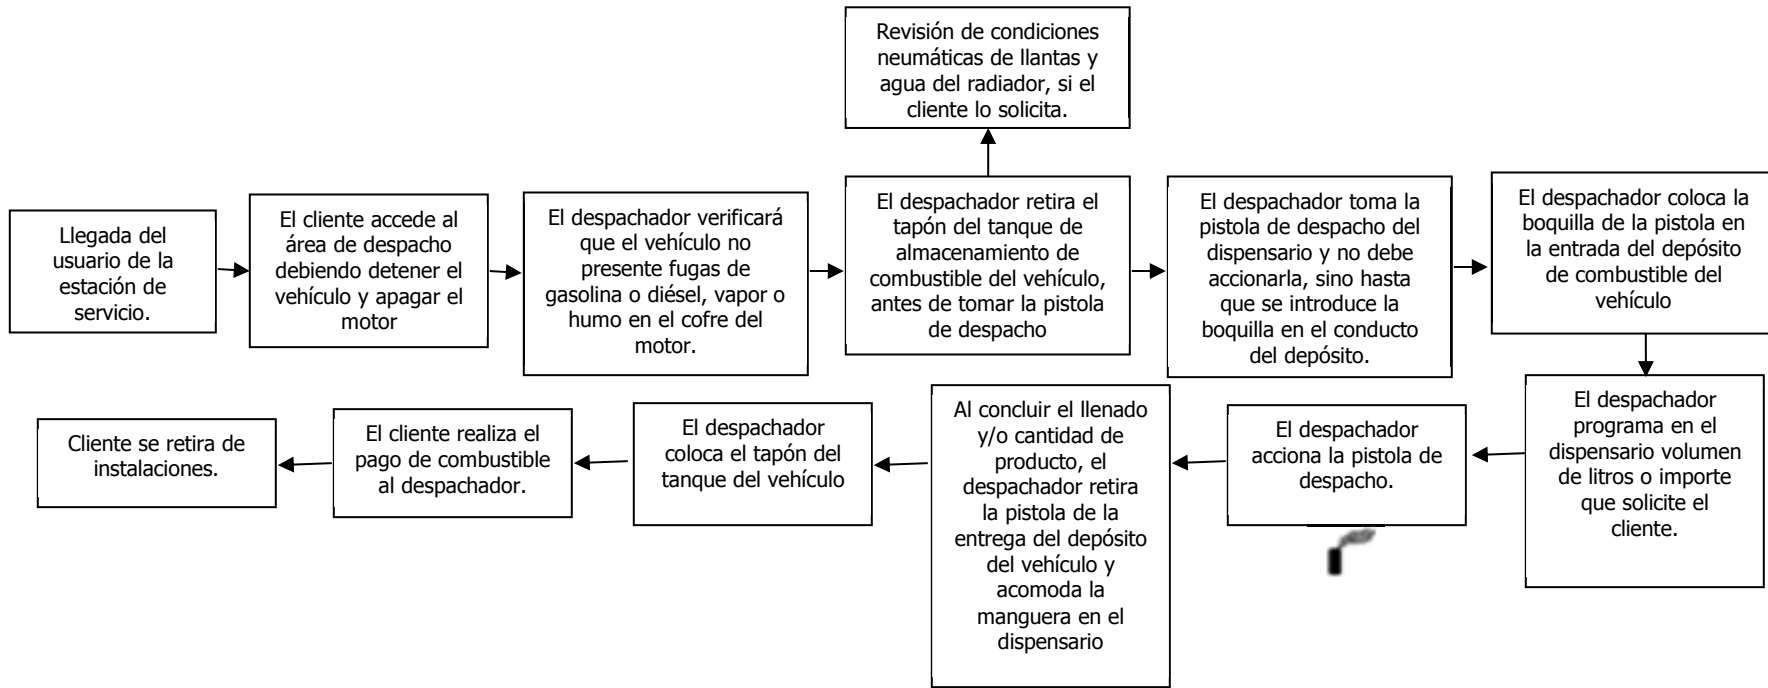 Revisión de condiciones
neumáticas de llantas y
agua del radiador, si el
cliente lo solicita.
Llegada del
usuario de la
estación de
servicio.
El cliente accede al
área de despacho
debiendo detener el
vehículo y apagar el
motor
El despachador verificará
que el vehículo no
presente fugas de
gasolina o diésel, vapor o
humo en el cofre del
motor.
El despachador retira el
tapón del tanque de
almacenamiento de
combustible del vehículo,
antes de tomar la pistola
de despacho
El despachador toma la
pistola de despacho del
dispensario y no debe
accionarla, sino hasta
que se introduce la
boquilla en el conducto
del depósito.
El despachador coloca la
boquilla de la pistola en
la entrada del depósito
de combustible del
vehículo
El despachador
programa en el
dispensario volumen
de litros o importe
que solicite el
cliente.
El despachador
acciona la pistola de
despacho.
Al concluir el llenado
y/o cantidad de
producto, el
despachador retira
la pistola de la
entrega del depósito
del vehículo y
acomoda la
manguera en el
dispensario
El despachador
coloca el tapón del
tanque del vehículo
El cliente realiza el
pago de combustible
al despachador.
Cliente se retira de
instalaciones.